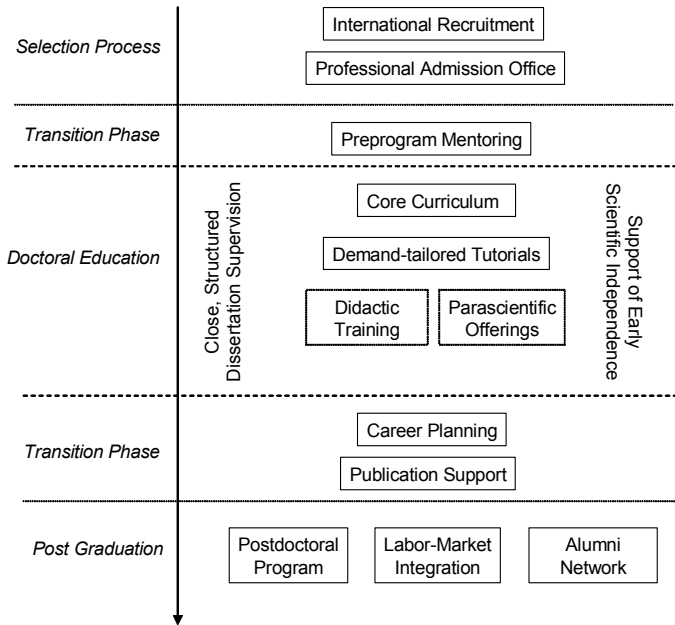 International Recruitment
Selection Process
Professional Admission Office
Transition Phase
Preprogram Mentoring
Close, Structured
Dissertation Supervision
Core Curriculum
Support of Early
Scientific Independence
Doctoral Education
Demand-tailored Tutorials
Didactic
Training
Parascientific
Offerings
Career Planning
Transition Phase
Publication Support
Post Graduation
Postdoctoral
Program
Labor-Market
Integration
Alumni
Network